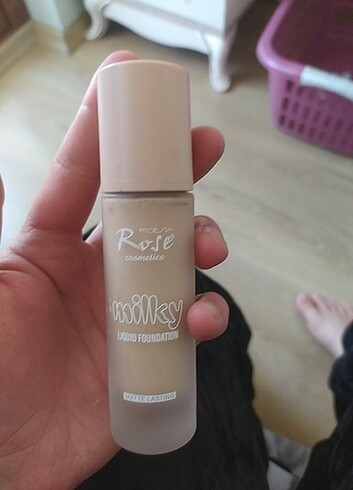 Rose
cosmetics
milky
LIQUID FOUNDATION
MATTE LASTING